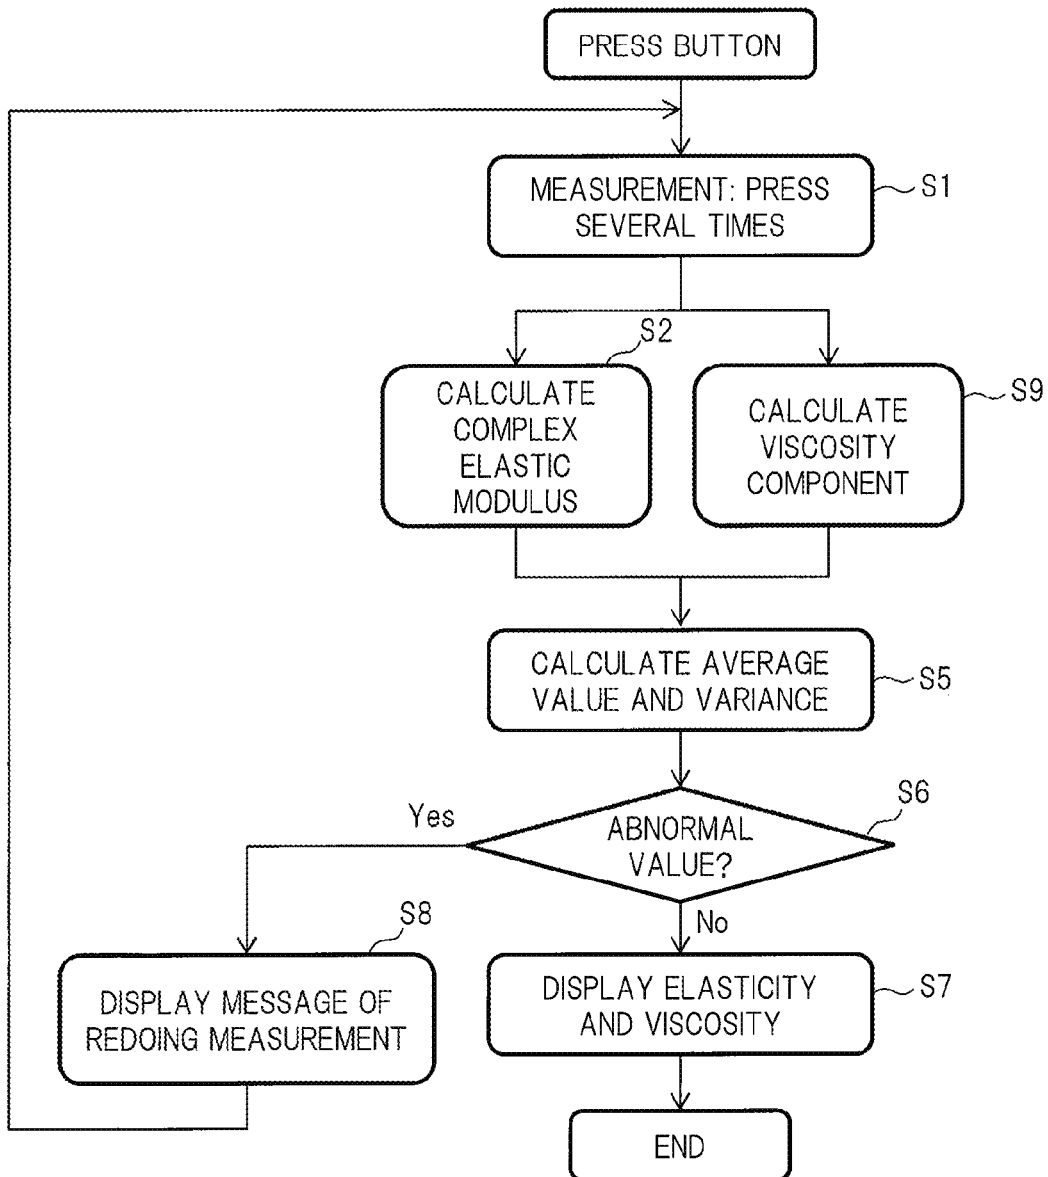 PRESS BUTTON
MEASUREMENT: PRESS
SEVERAL TIMES
S1
S2
CALCULATE
COMPLEX
ELASTIC
MODULUS
S9
CALCULATE
VISCOSITY
COMPONENT
CALCULATE AVERAGE
VALUE AND VARIANCE
S5
S6
Yes
ABNORMAL
VALUE?
No
S8
DISPLAY MESSAGE OF
REDOING MEASUREMENT
DISPLAY ELASTICITY
AND VISCOSITY
S7
END